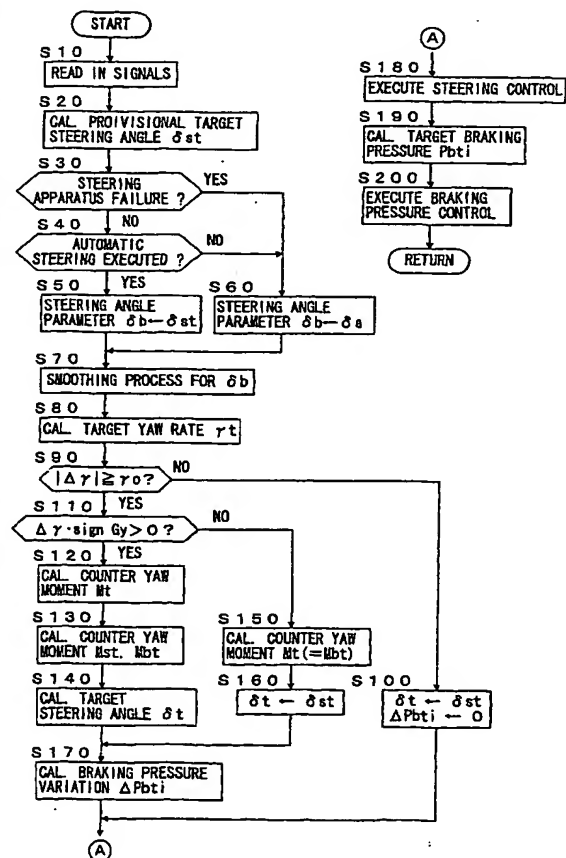 START
S10
READ IN SIGNALS
S20
CAL. PROIVISIONAL TARGET
STEERING ANGLE δst
S30
STEERING
APPARATUS FAILURE ?
YES
NO
S40
AUTOMATIC
STEERING EXECUTED ?
NO
YES
S50
STEERING ANGLE
PARAMETER δb←δst
S60
STEERING ANGLE
PARAMETER δb←δa
S70
SMOOTHING PROCESS FOR δb
S80
CAL. TARGET YAW RATE γt
S90
|Δγ|≧γo?
NO
YES
S110
Δγ·sign Gy>0?
NO
YES
S120
CAL. COUNTER YAW
MOMENT Mt
S130
CAL. COUNTER YAW
MOMENT Mst. Mbt
S140
CAL. TARGET
STEERING ANGLE δt
S150
CAL. COUNTER YAW
MOMENT Mt(=Mbt)
S160
δt ← δst
S100
δt ← δst
ΔPbti ← 0
S170
CAL. BRAKING PRESSURE
VARIATION ΔPbti
A
A
S180
EXECUTE STEERING CONTROL
S190
CAL. TARGET BRAKING
PRESSURE Pbti
S200
EXECUTE BRAKING
PRESSURE CONTROL
RETURN